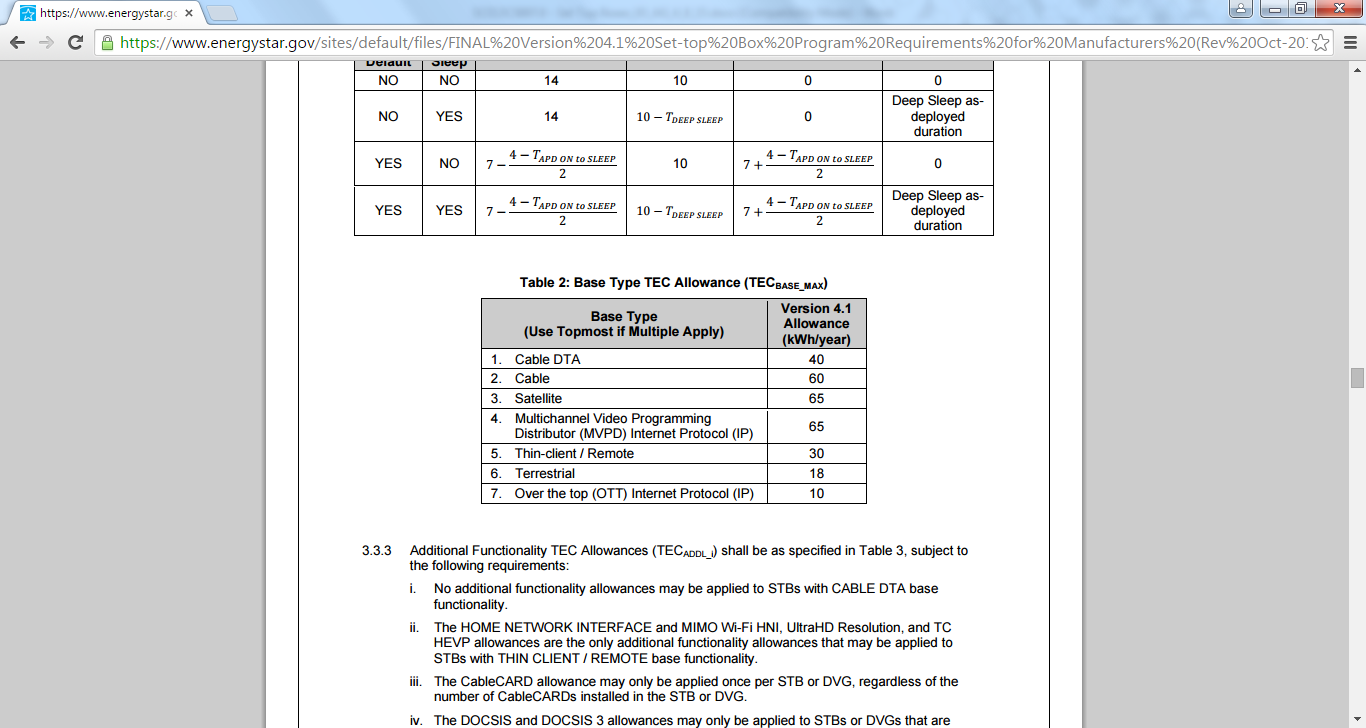 https://www.energystar.go
https://www.energystar.gov/sites/default/files/FINAL%20Version%204.1%20Set-top%20Box%20Program%20Requirements%20for%20Manufacturers%20(Rev%20Oct-20
Default Sleep
NO NO 14 10 0 0
NO YES 14 10 − T_DEEP SLEEP 0 Deep Sleep as-
deployed
duration
YES NO 7 − (4 − T_APD ON to SLEEP)/2 10 7 + (4 − T_APD ON to SLEEP)/2 0
YES YES 7 − (4 − T_APD ON to SLEEP)/2 10 − T_DEEP SLEEP 7 + (4 − T_APD ON to SLEEP)/2 Deep Sleep as-
deployed
duration
Table 2: Base Type TEC Allowance (TEC_BASE_MAX)
Base Type
(Use Topmost if Multiple Apply)
Version 4.1
Allowance
(kWh/year)
1. Cable DTA 40
2. Cable 60
3. Satellite 65
4. Multichannel Video Programming
Distributor (MVPD) Internet Protocol (IP) 65
5. Thin-client / Remote 30
6. Terrestrial 18
7. Over the top (OTT) Internet Protocol (IP) 10
3.3.3 Additional Functionality TEC Allowances (TEC_ADDL_i) shall be as specified in Table 3, subject to
the following requirements:
i. No additional functionality allowances may be applied to STBs with CABLE DTA base
functionality.
ii. The HOME NETWORK INTERFACE and MIMO Wi-Fi HNI, UltraHD Resolution, and TC
HEVP allowances are the only additional functionality allowances that may be applied to
STBs with THIN CLIENT / REMOTE base functionality.
iii. The CableCARD allowance may only be applied once per STB or DVG, regardless of the
number of CableCARDs installed in the STB or DVG.
iv. The DOCSIS and DOCSIS 3 allowances may only be applied to STBs or DVGs that are